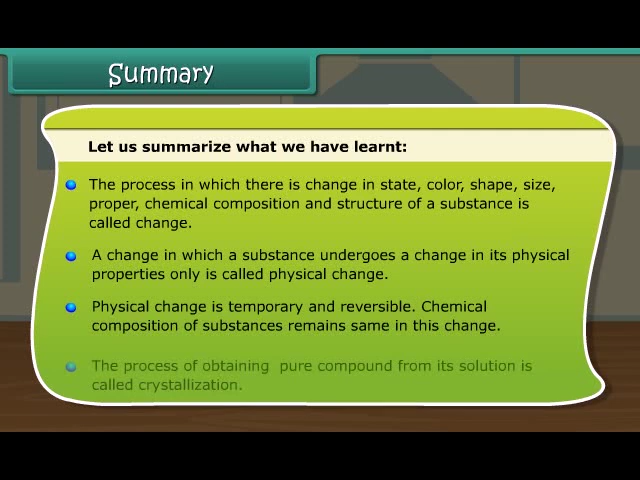 Summary
Let us summarize what we have learnt:
The process in which there is change in state, color, shape, size,
proper, chemical composition and structure of a substance is
called change.
A change in which a substance undergoes a change in its physical
properties only is called physical change.
Physical change is temporary and reversible. Chemical
composition of substances remains same in this change.
The process of obtaining  pure compound from its solution is
called crystallization.